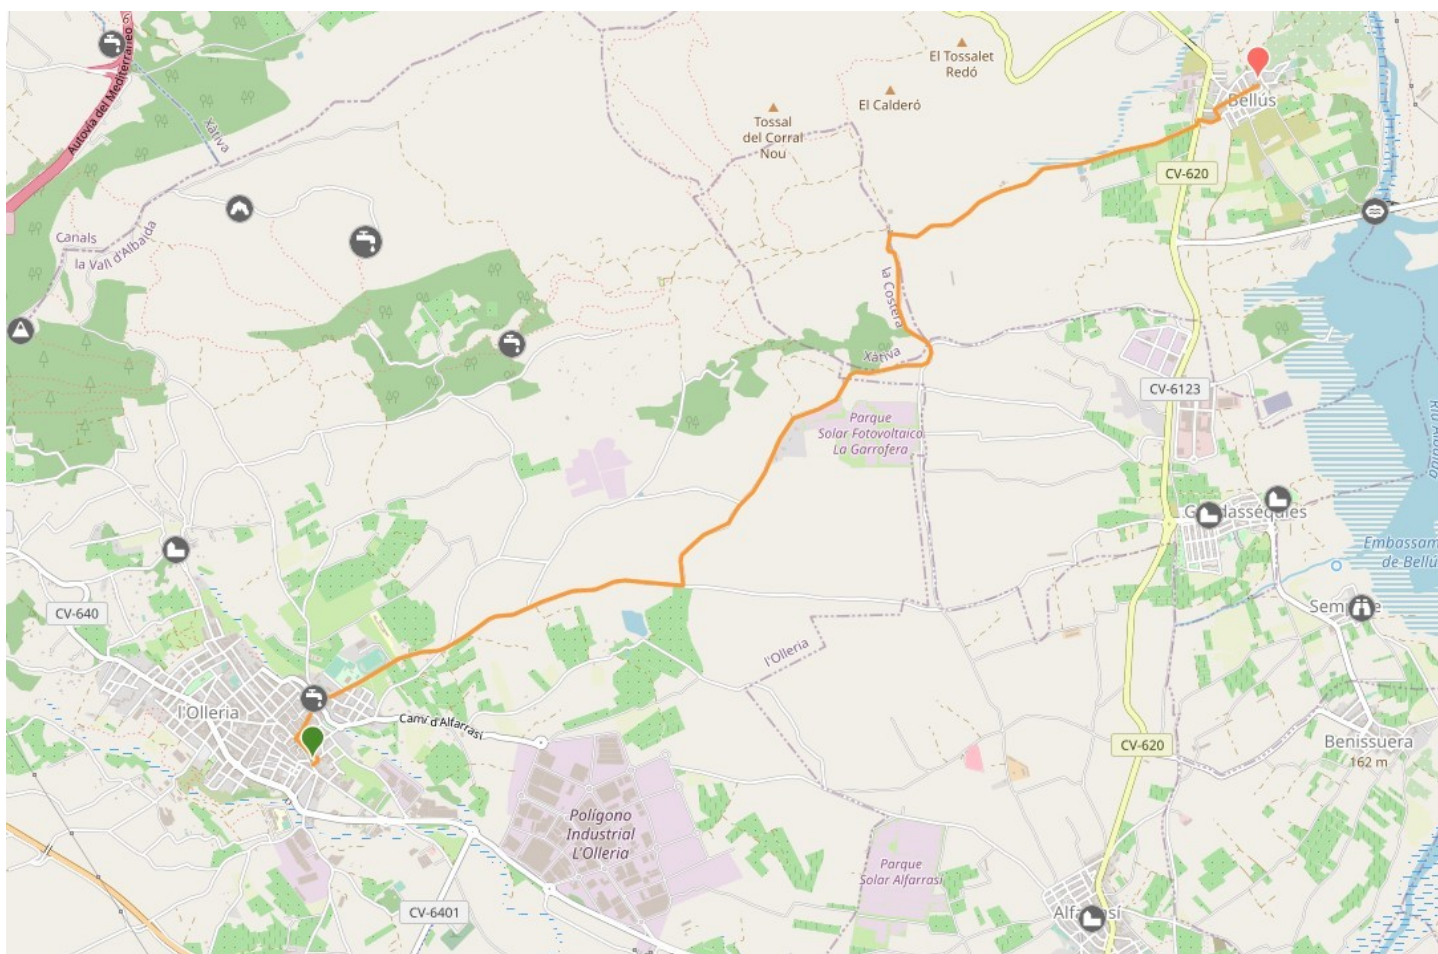 Autovía del Mediterráneo
Xàtiva
El Tossalet
Redó
El Calderó
Tossal
del Corral
Nou
Bellús
CV-620
Canals
la Vall d'Albaida
la Costera
Xàtiva
CV-6123
Parque
Solar Fotovoltaico
La Garrofera
Embassam
de Bellú
CV-640
l'Olleria
l'Olleria
Camí d'Alfarrasí
CV-620
Benissuera
162 m
Polígono
Industrial
L'Olleria
Parque
Solar Alfarrasí
CV-6401